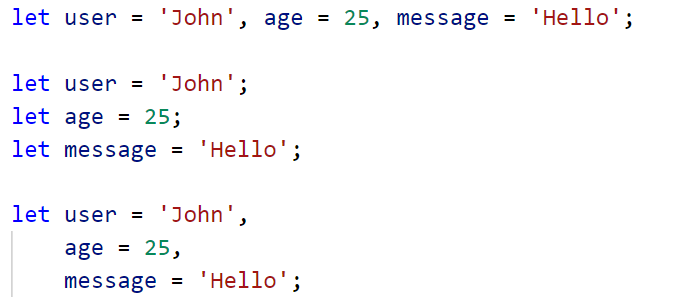 let user = 'John', age = 25, message = 'Hello';
let user = 'John';
let age = 25;
let message = 'Hello';
let user = 'John',
    age = 25,
    message = 'Hello';